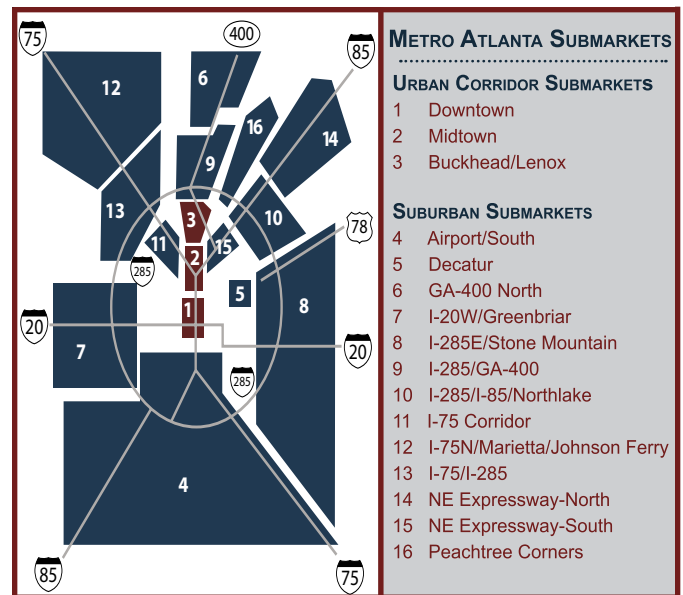 75
400
85
12
6
16
14
9
13
3
10
11
15
78
2
285
5
1
8
20
7
20
285
4
85
75
METRO ATLANTA SUBMARKETS
URBAN CORRIDOR SUBMARKETS
1 Downtown
2 Midtown
3 Buckhead/Lenox
SUBURBAN SUBMARKETS
4 Airport/South
5 Decatur
6 GA-400 North
7 I-20W/Greenbriar
8 I-285E/Stone Mountain
9 I-285/GA-400
10 I-285/I-85/Northlake
11 I-75 Corridor
12 I-75N/Marietta/Johnson Ferry
13 I-75/I-285
14 NE Expressway-North
15 NE Expressway-South
16 Peachtree Corners